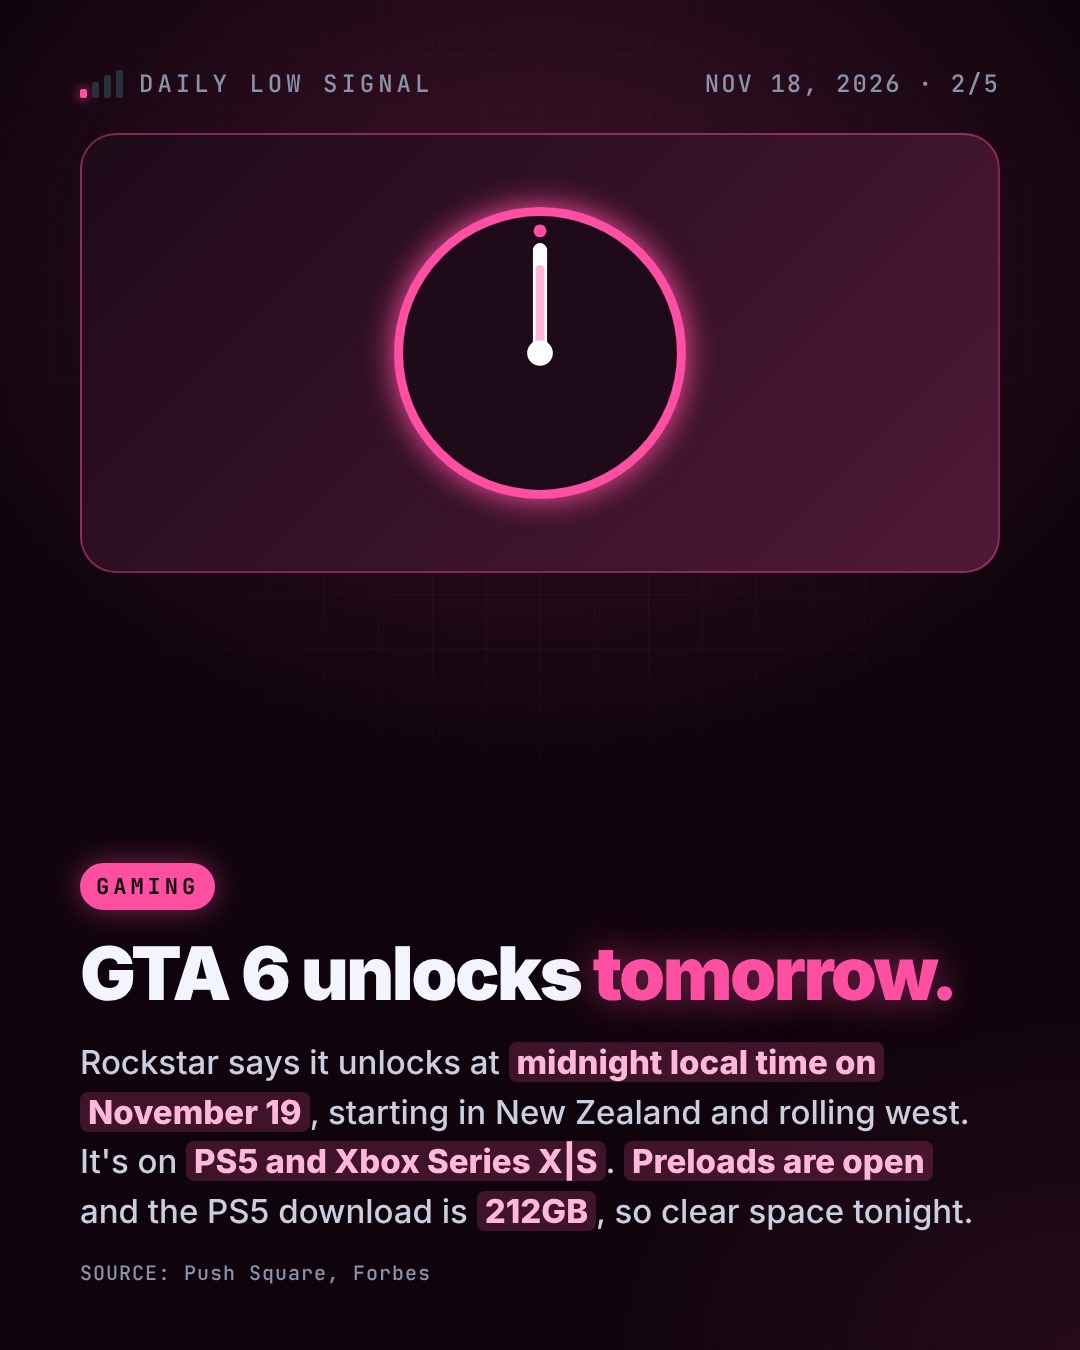 DAILY LOW SIGNAL
NOV 18, 2026 · 2/5
GAMING
GTA 6 unlocks tomorrow.
Rockstar says it unlocks at midnight local time on
November 19, starting in New Zealand and rolling west.
It's on PS5 and Xbox Series X|S. Preloads are open
and the PS5 download is 212GB, so clear space tonight.
SOURCE: Push Square, Forbes